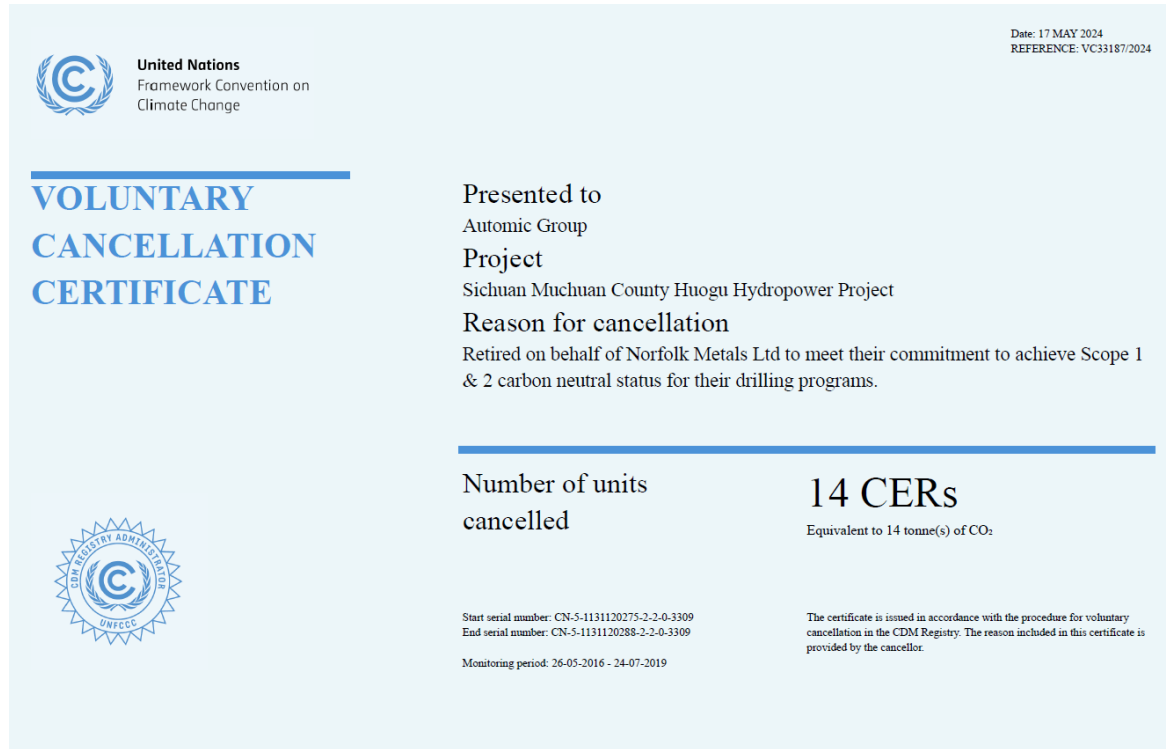 Date: 17 MAY 2024
REFERENCE: VC33187/2024
United Nations
Framework Convention on
Climate Change
VOLUNTARY
CANCELLATION
CERTIFICATE
Presented to
Automic Group
Project
Sichuan Muchuan County Huogu Hydropower Project
Reason for cancellation
Retired on behalf of Norfolk Metals Ltd to meet their commitment to achieve Scope 1
& 2 carbon neutral status for their drilling programs.
Number of units
cancelled
14 CERs
Equivalent to 14 tonne(s) of CO₂
CDM REGISTRY ADMINISTRATOR
UNFCCC
Start serial number: CN-5-1131120275-2-2-0-3309
End serial number: CN-5-1131120288-2-2-0-3309
Monitoring period: 26-05-2016 - 24-07-2019
The certificate is issued in accordance with the procedure for voluntary
cancellation in the CDM Registry. The reason included in this certificate is
provided by the cancellor.